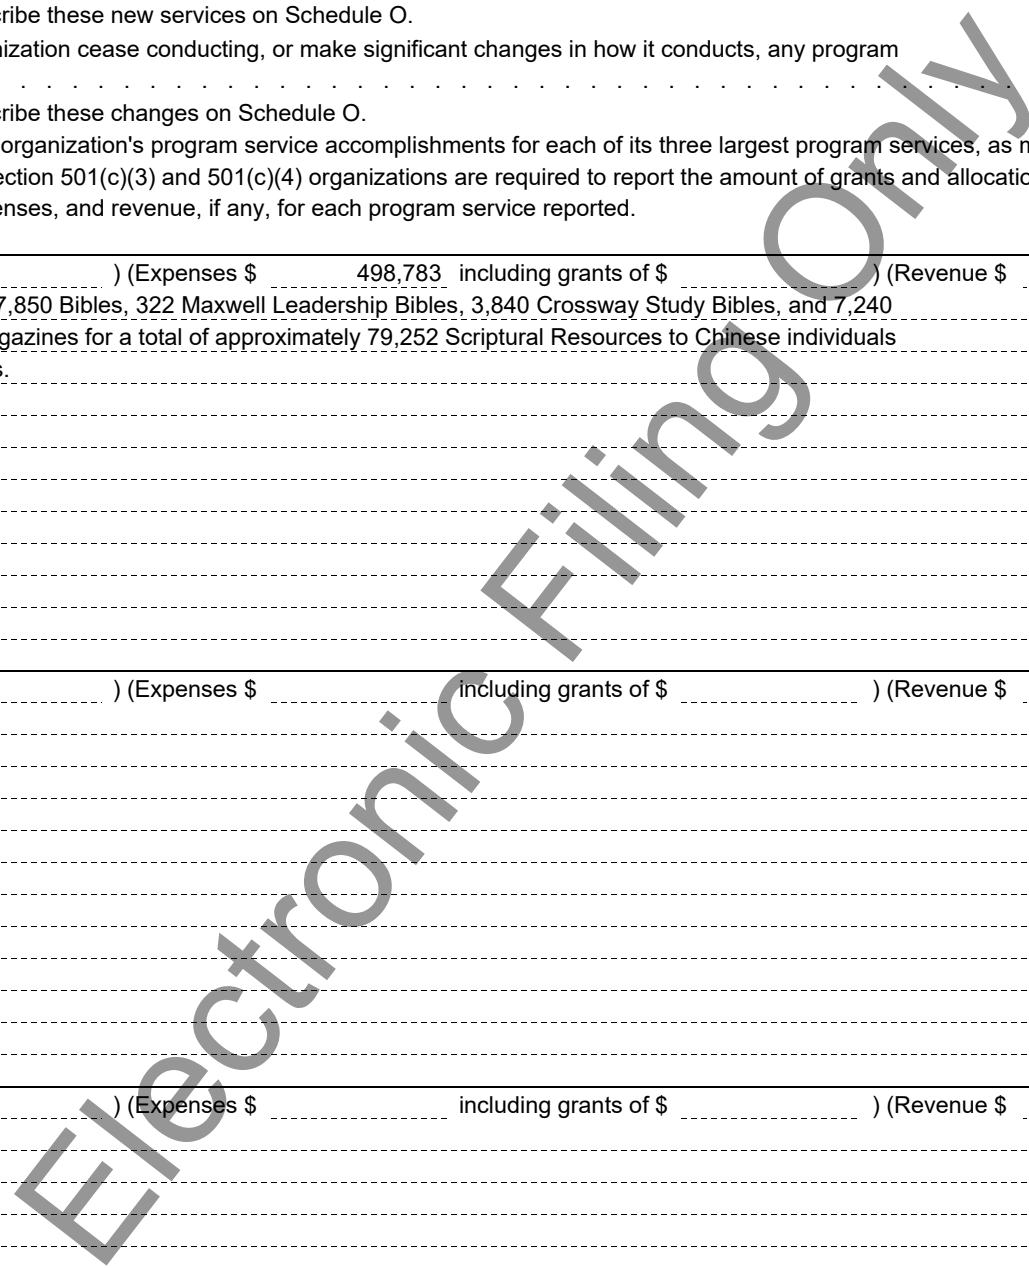 ribe these new services on Schedule O.
nization cease conducting, or make significant changes in how it conducts, any program
. . . . . . . . . . . . . . . . . . . . . . . . . . . . . . . . . . . . . . .
ribe these changes on Schedule O.
organization's program service accomplishments for each of its three largest program services, as m
ection 501(c)(3) and 501(c)(4) organizations are required to report the amount of grants and allocatio
enses, and revenue, if any, for each program service reported.
) (Expenses $ 498,783 including grants of $ ) (Revenue $
7,850 Bibles, 322 Maxwell Leadership Bibles, 3,840 Crossway Study Bibles, and 7,240
gazines for a total of approximately 79,252 Scriptural Resources to Chinese individuals
s.
) (Expenses $ including grants of $ ) (Revenue $
) (Expenses $ including grants of $ ) (Revenue $
Electronic Filing Only